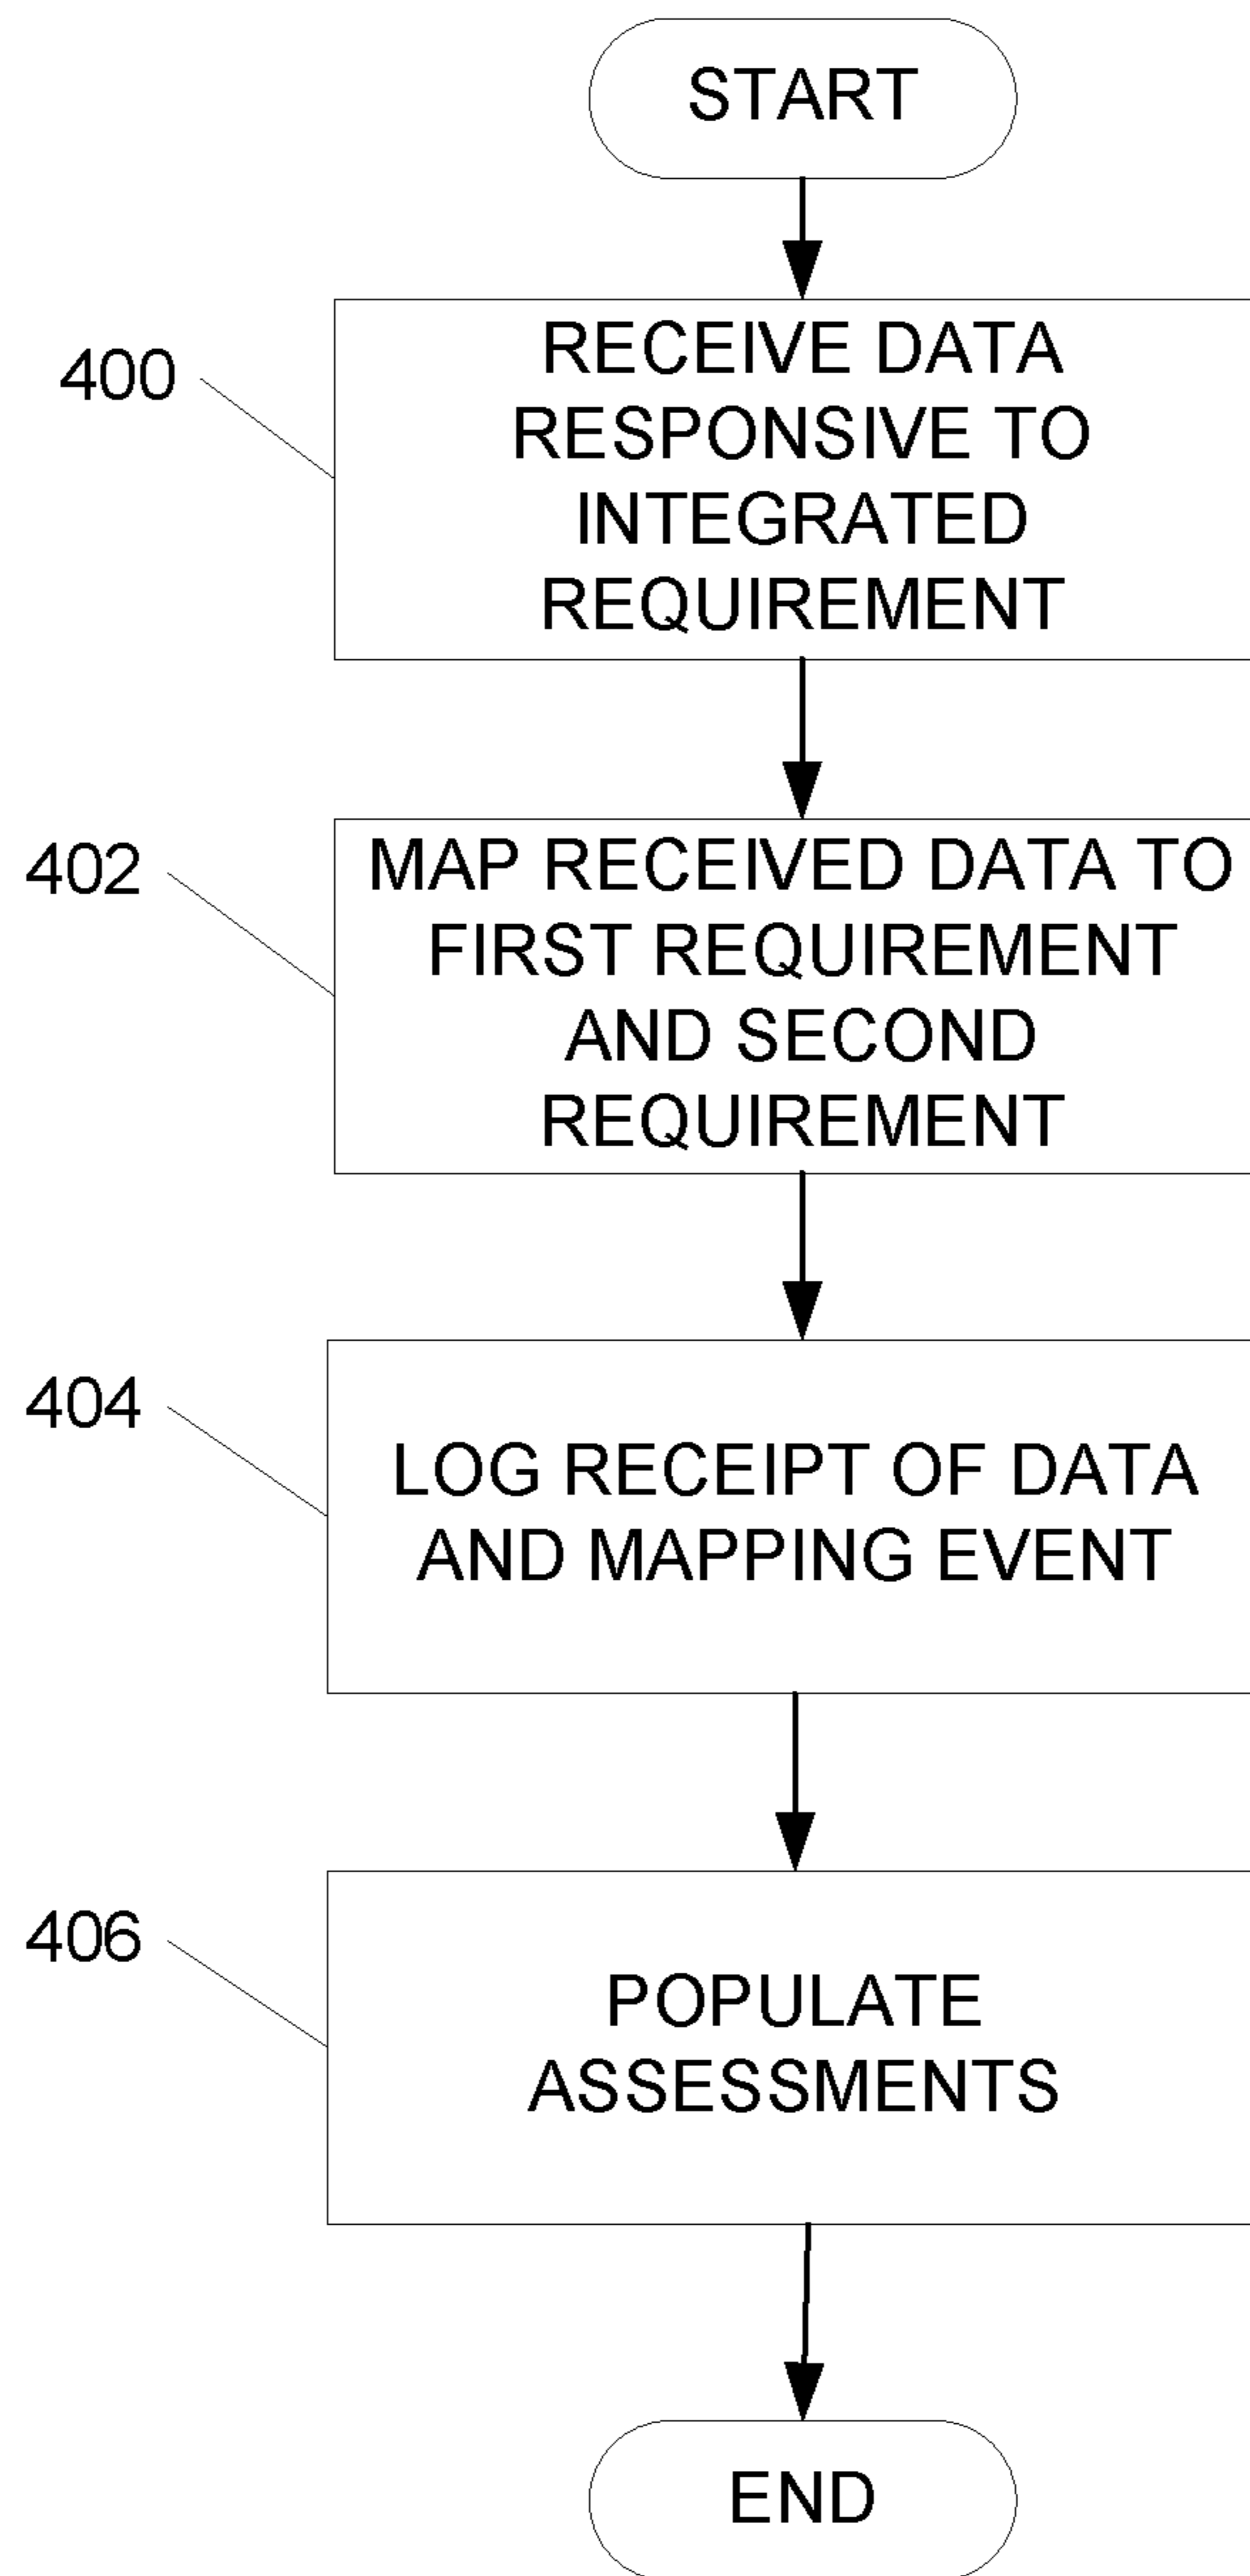 START
400
RECEIVE DATA
RESPONSIVE TO
INTEGRATED
REQUIREMENT
402
MAP RECEIVED DATA TO
FIRST REQUIREMENT
AND SECOND
REQUIREMENT
404
LOG RECEIPT OF DATA
AND MAPPING EVENT
406
POPULATE
ASSESSMENTS
END